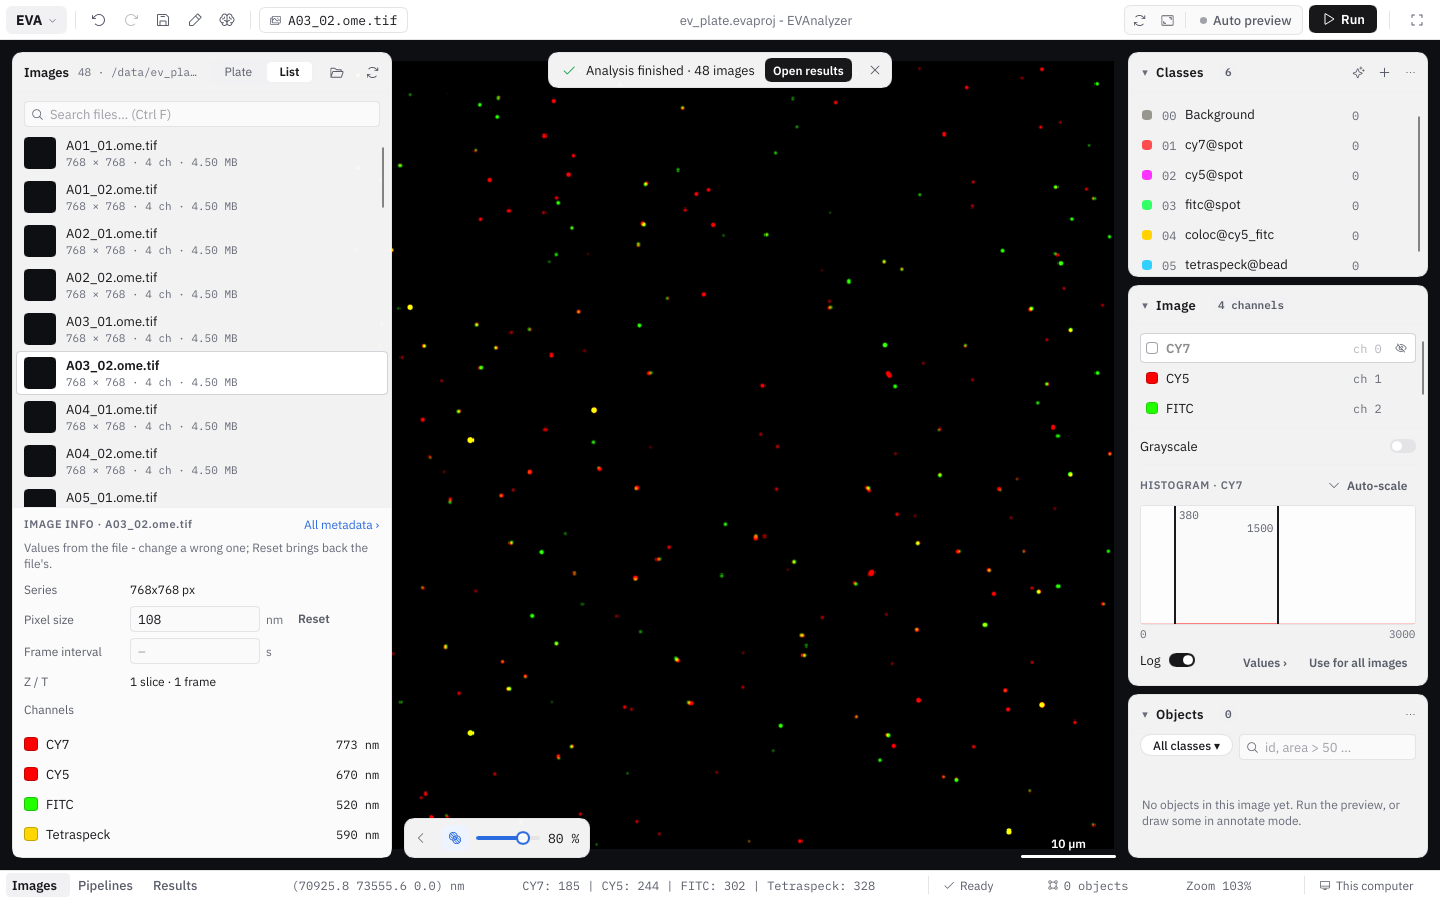 EVA
A03_02.ome.tif
ev_plate.evaproj - EVAnalyzer
Auto preview
Run
Images 48 · /data/ev_pla…
Plate
List
Search files... (Ctrl F)
A01_01.ome.tif
768 × 768 · 4 ch · 4.50 MB
A01_02.ome.tif
768 × 768 · 4 ch · 4.50 MB
A02_01.ome.tif
768 × 768 · 4 ch · 4.50 MB
A02_02.ome.tif
768 × 768 · 4 ch · 4.50 MB
A03_01.ome.tif
768 × 768 · 4 ch · 4.50 MB
A03_02.ome.tif
768 × 768 · 4 ch · 4.50 MB
A04_01.ome.tif
768 × 768 · 4 ch · 4.50 MB
A04_02.ome.tif
768 × 768 · 4 ch · 4.50 MB
A05_01.ome.tif
IMAGE INFO · A03_02.ome.tif
All metadata ›
Values from the file - change a wrong one; Reset brings back the
file's.
Series 768x768 px
Pixel size 108 nm Reset
Frame interval – s
Z / T 1 slice · 1 frame
Channels
CY7 773 nm
CY5 670 nm
FITC 520 nm
Tetraspeck 590 nm
Analysis finished · 48 images
Open results
80 %
10 µm
Classes 6
00 Background 0
01 cy7@spot 0
02 cy5@spot 0
03 fitc@spot 0
04 coloc@cy5_fitc 0
05 tetraspeck@bead 0
Image 4 channels
CY7 ch 0
CY5 ch 1
FITC ch 2
Grayscale
HISTOGRAM · CY7
Auto-scale
380
1500
0 3000
Log
Values ›
Use for all images
Objects 0
All classes ▾
id, area > 50 ...
No objects in this image yet. Run the preview, or
draw some in annotate mode.
Images
Pipelines
Results
(70925.8 73555.6 0.0) nm
CY7: 185 | CY5: 244 | FITC: 302 | Tetraspeck: 328
Ready
0 objects
Zoom 103%
This computer